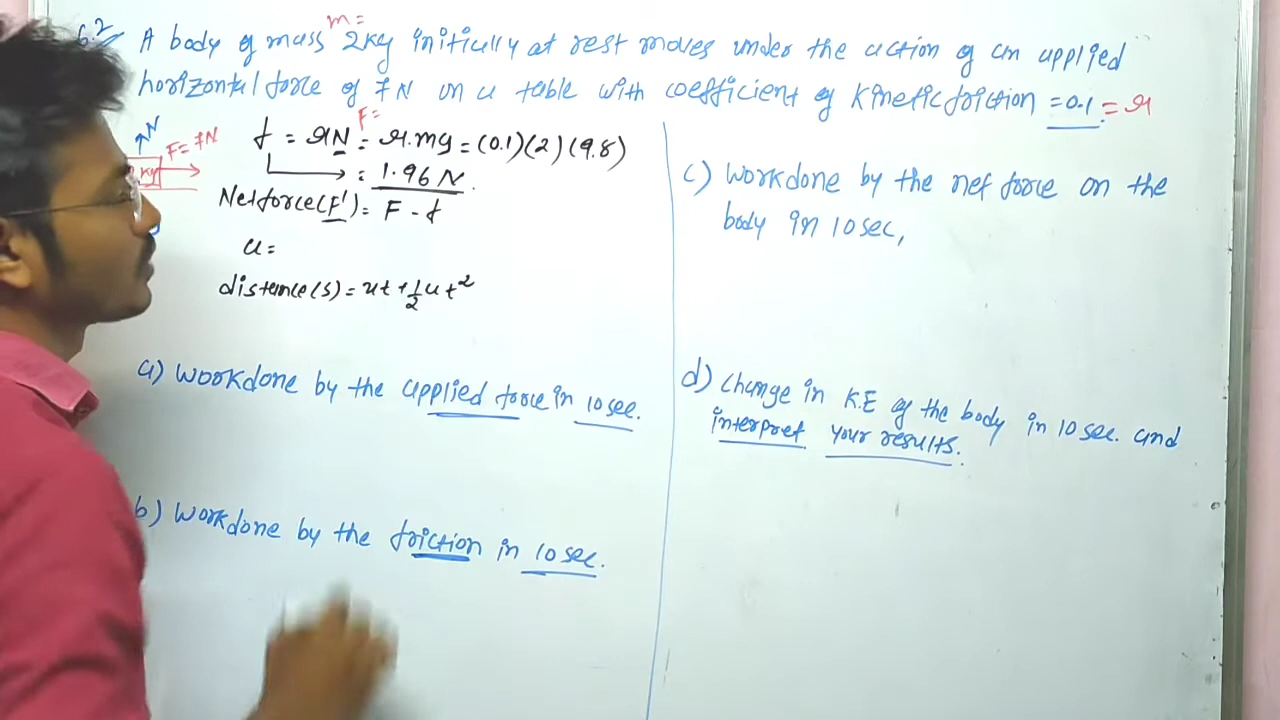 6.2 A body of mass 2kg initially at rest moves under the action of an applied
m=
horizontal force of 7N on a table with coefficient of kinetic friction = 0.1 = μ
F=
N
F = 7N
kg
f = μN = μ.mg = (0.1)(2)(9.8)
: 1.96 N
Net force (F') = F - f
a =
distance(s) = ut + 1/2 at²
a) workdone by the applied force in 10 sec.
b) workdone by the friction in 10 sec.
c) workdone by the net force on the
body in 10 sec,
d) change in K.E of the body in 10 sec. and
interpret your results.